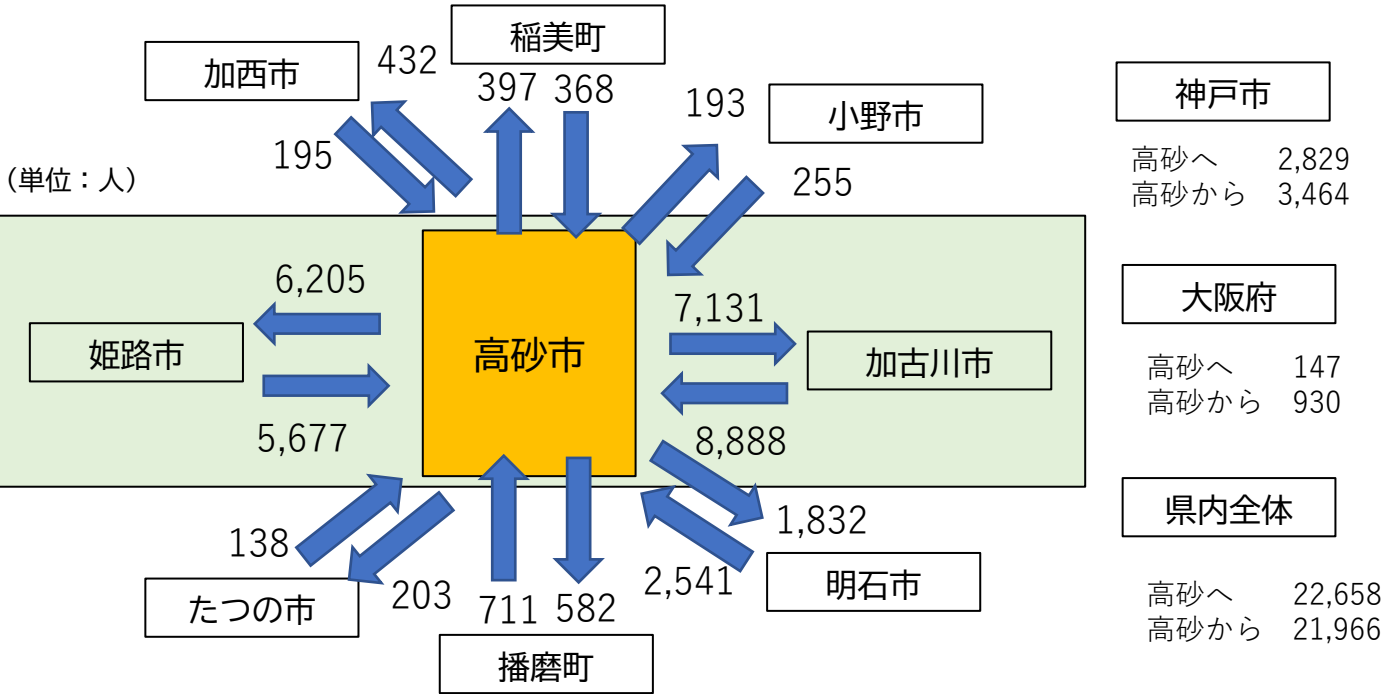 稲美町
加西市
432
397 368
193
小野市
195
255
(単位：人)
神戸市
高砂へ 2,829
高砂から 3,464
6,205
7,131
姫路市
高砂市
加古川市
5,677
8,888
大阪府
高砂へ 147
高砂から 930
138
1,832
たつの市
203
711 582
2,541
明石市
播磨町
県内全体
高砂へ 22,658
高砂から 21,966